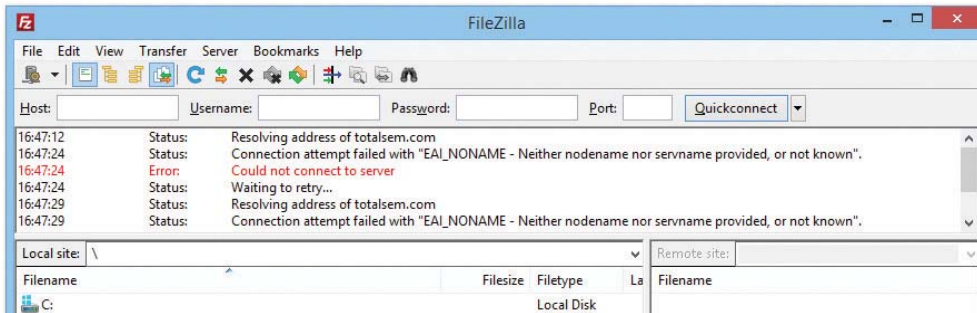 FileZilla
File Edit View Transfer Server Bookmarks Help
Host: Username: Password: Port: Quickconnect
16:47:12 Status: Resolving address of totalsem.com
16:47:24 Status: Connection attempt failed with "EAI_NONAME - Neither nodename nor servname provided, or not known".
16:47:24 Error: Could not connect to server
16:47:24 Status: Waiting to retry...
16:47:29 Status: Resolving address of totalsem.com
16:47:29 Status: Connection attempt failed with "EAI_NONAME - Neither nodename nor servname provided, or not known".
Local site: \ Remote site:
Filename Filesize Filetype La Filename
C: Local Disk